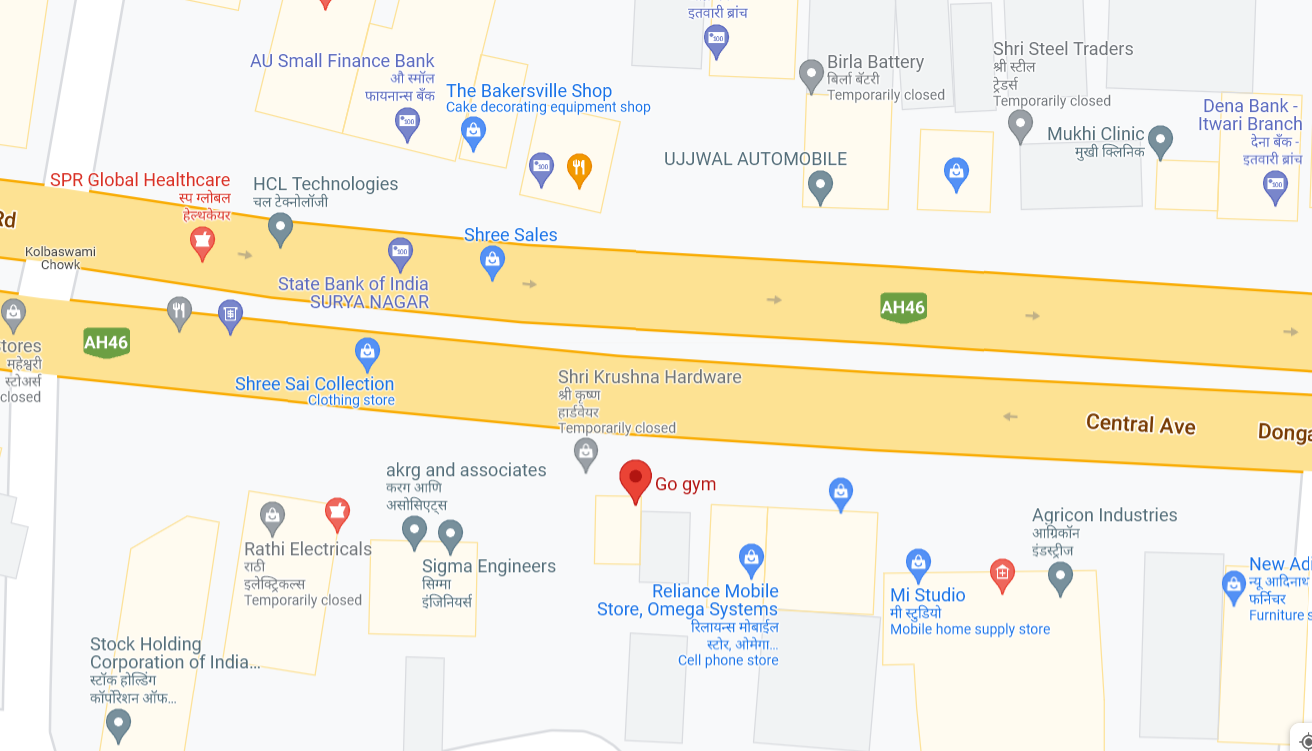 इतवारी ब्रांच
AU Small Finance Bank
औ स्मॉल
फायनान्स बँक
The Bakersville Shop
Cake decorating equipment shop
Birla Battery
बिर्ला बॅटरी
Temporarily closed
Shri Steel Traders
श्री स्टील
ट्रेडर्स
Temporarily closed
Mukhi Clinic
मुखी क्लिनिक
Dena Bank -
Itwari Branch
देना बँक -
इतवारी ब्रांच
UJJWAL AUTOMOBILE
SPR Global Healthcare
स्प ग्लोबल
हेल्थकेयर
HCL Technologies
चल टेक्नोलॉजी
Rd
Kolbaswami
Chowk
Shree Sales
State Bank of India
SURYA NAGAR
AH46
AH46
tores
महेश्वरी
स्टोअर्स
closed
Shree Sai Collection
Clothing store
Shri Krushna Hardware
श्री कृष्ण
हार्डवेयर
Temporarily closed
Central Ave
Donga
Go gym
akrg and associates
करग आणि
असोसिएट्स
Rathi Electricals
राठी
इलेक्ट्रिकल्स
Temporarily closed
Sigma Engineers
सिग्मा
इंजिनियर्स
Reliance Mobile
Store, Omega Systems
रिलायन्स मोबाईल
स्टोर, ओमेगा...
Cell phone store
Mi Studio
मी स्टुडियो
Mobile home supply store
Agricon Industries
आग्रिकॉन
इंडस्ट्रीज
New Adi
न्यू आदिनाथ
फर्निचर
Furniture s
Stock Holding
Corporation of India...
स्टॉक होल्डिंग
कॉर्पोरेशन ऑफ...